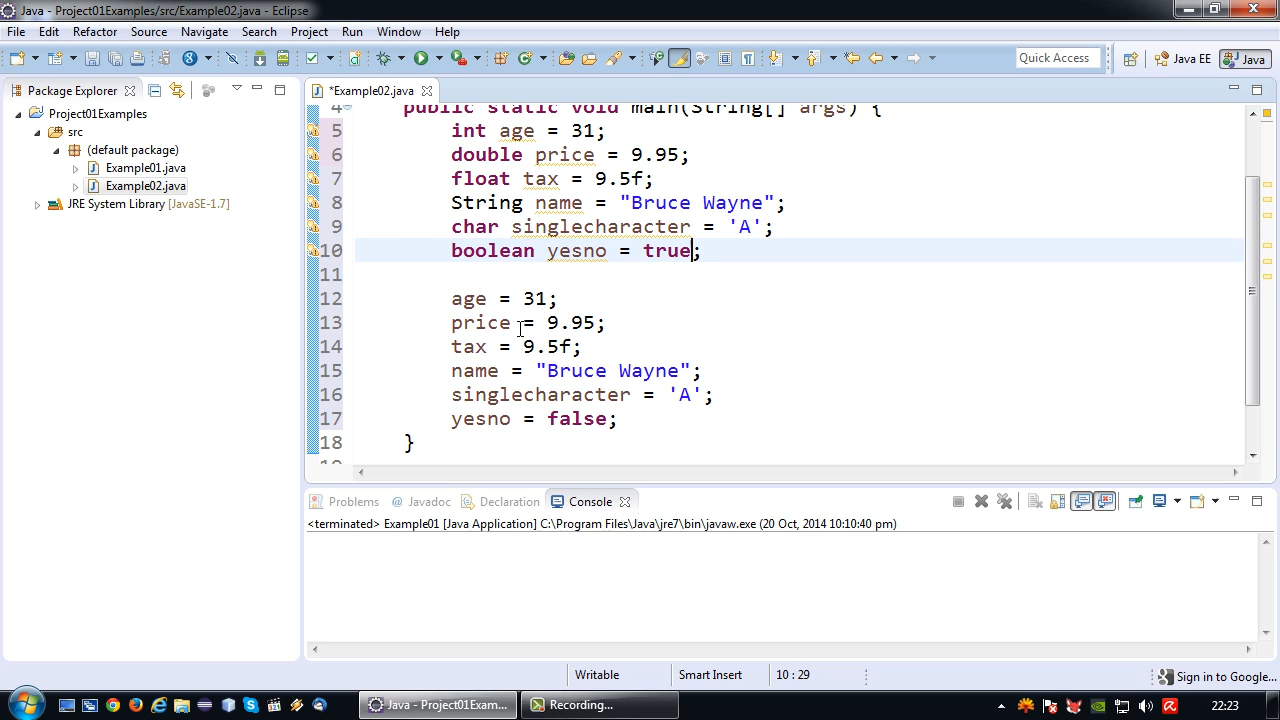 Java - Project01Examples/src/Example02.java - Eclipse
File Edit Refactor Source Navigate Search Project Run Window Help
Quick Access Java EE Java
Package Explorer
Project01Examples
src
(default package)
Example01.java
Example02.java
JRE System Library [JavaSE-1.7]
*Example02.java
4 public static void main(String[] args) {
5 int age = 31;
6 double price = 9.95;
7 float tax = 9.5f;
8 String name = "Bruce Wayne";
9 char singlecharacter = 'A';
10 boolean yesno = true;
11
12 age = 31;
13 price = 9.95;
14 tax = 9.5f;
15 name = "Bruce Wayne";
16 singlecharacter = 'A';
17 yesno = false;
18 }
Problems @ Javadoc Declaration Console
<terminated> Example01 [Java Application] C:\Program Files\Java\jre7\bin\javaw.exe (20 Oct, 2014 10:10:40 pm)
Writable Smart Insert 10 : 29 Sign in to Google...
Java - Project01Exam... Recording... 22:23